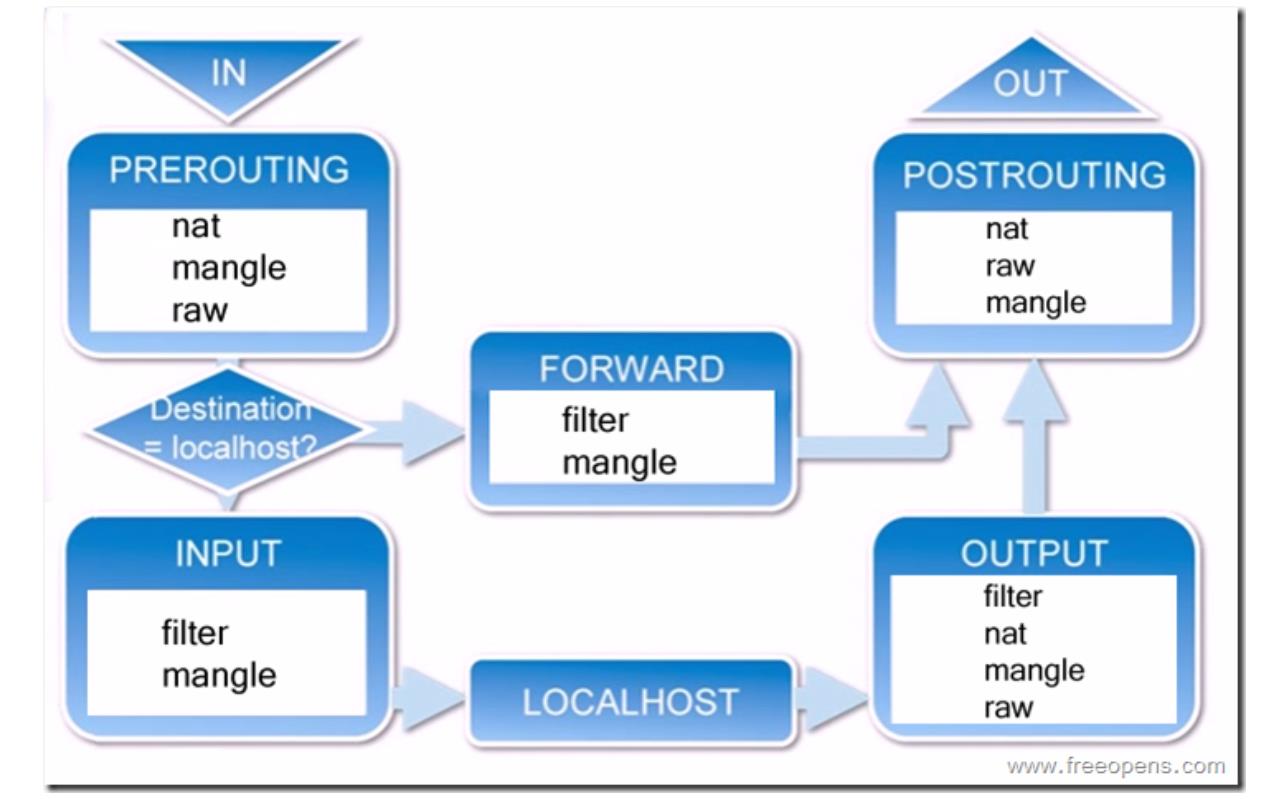 IN
PREROUTING
nat
mangle
raw
Destination
= localhost?
INPUT
filter
mangle
FORWARD
filter
mangle
LOCALHOST
OUT
POSTROUTING
nat
raw
mangle
OUTPUT
filter
nat
mangle
raw
www.freeopens.com